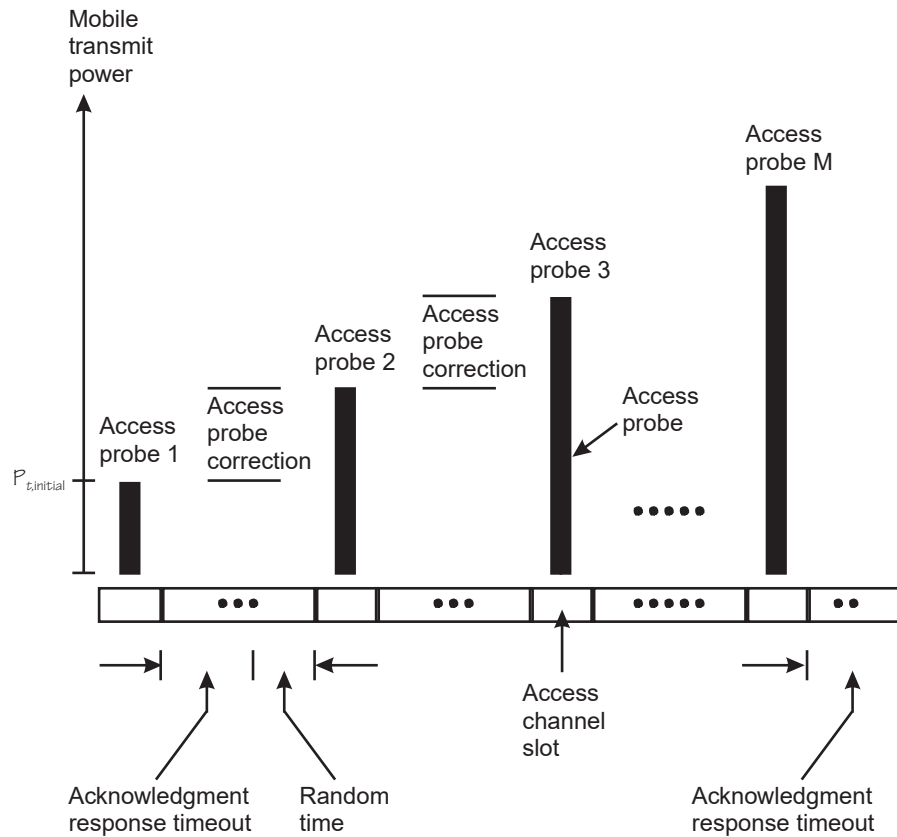 Mobile
transmit
power
Access
probe M
Access
probe 3
Access
probe
correction
Access
probe 2
Access
probe
correction
Access
probe
Access
probe 1
P t,initial
Access
channel
slot
Acknowledgment
response timeout
Random
time
Acknowledgment
response timeout